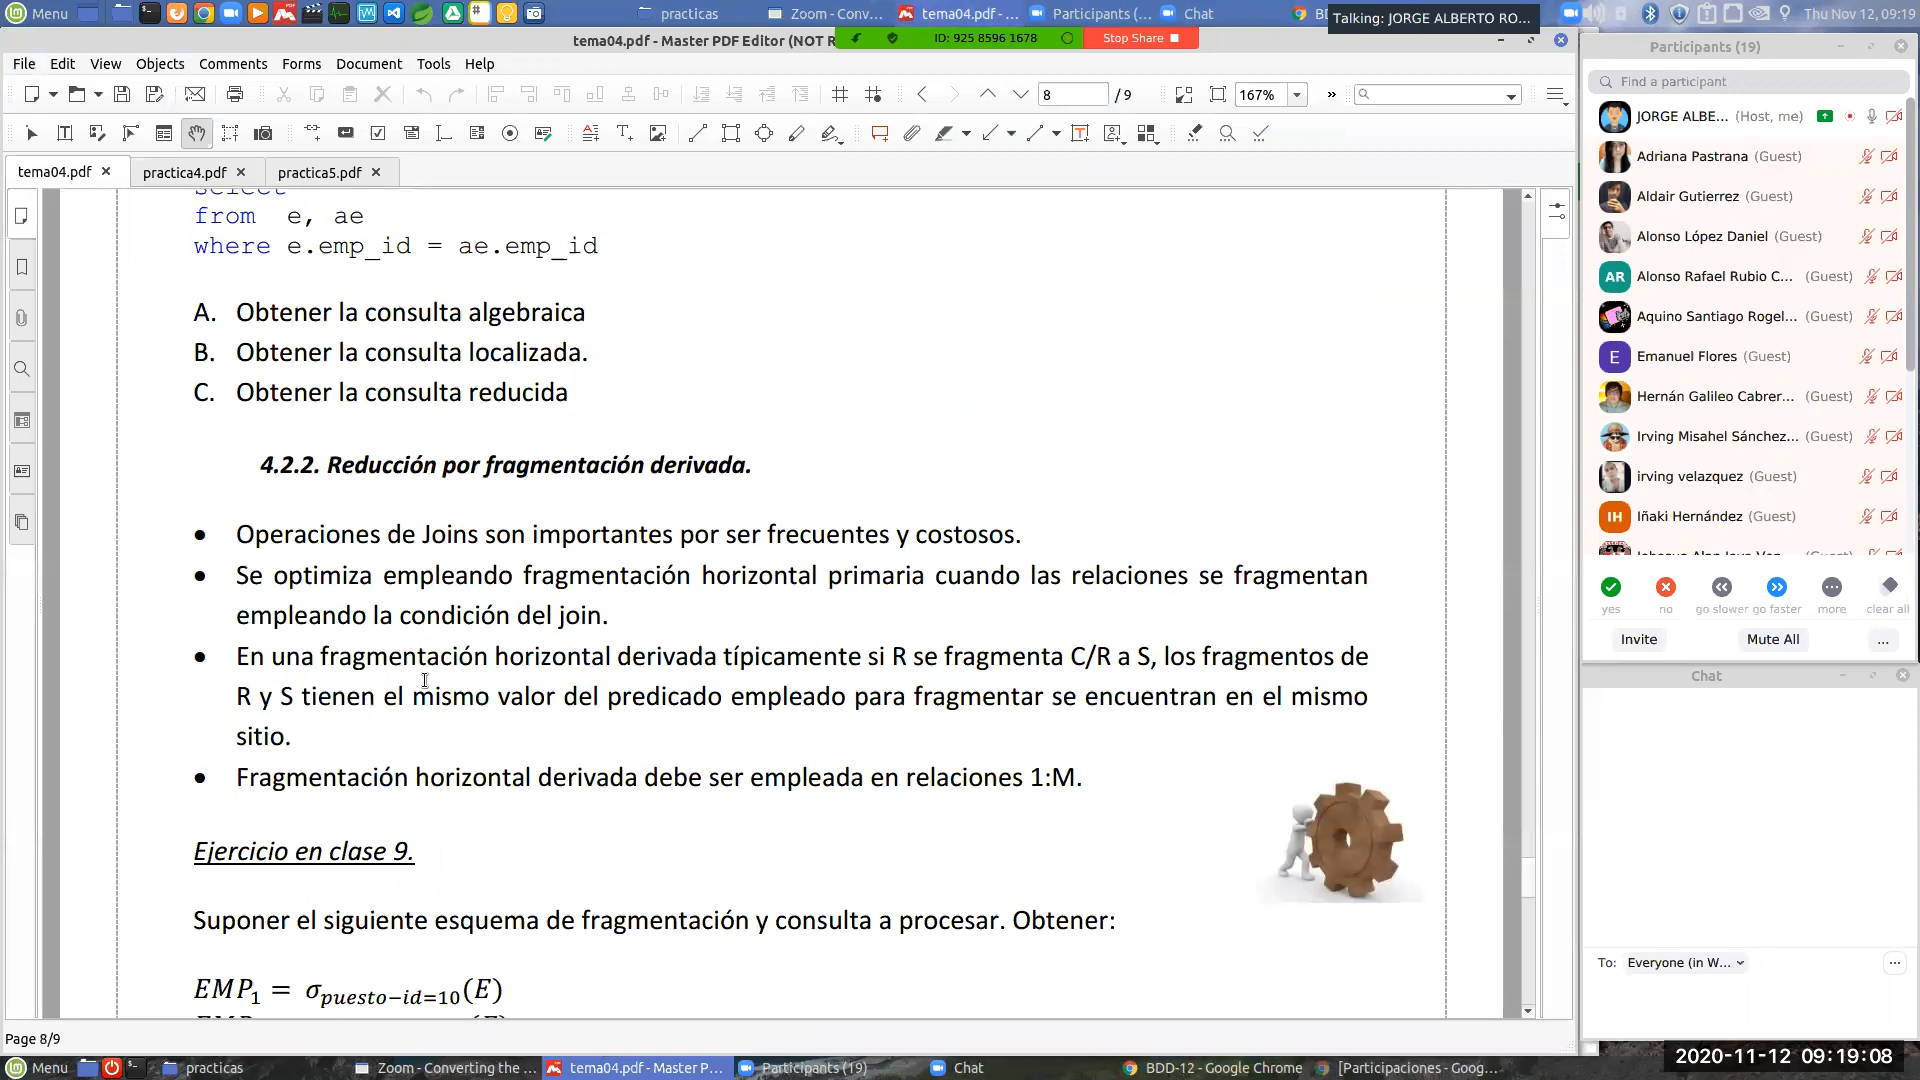 Menu
practicas
Zoom - Conv...
tema04.pdf - ...
Participants (...
Chat
Talking: JORGE ALBERTO RO...
Thu Nov 12, 09:19
tema04.pdf - Master PDF Editor (NOT R
ID: 925 8596 1678
Stop Share
File Edit View Objects Comments Forms Document Tools Help
8 / 9
167%
tema04.pdf
practica4.pdf
practica5.pdf
from e, ae
where e.emp_id = ae.emp_id
A. Obtener la consulta algebraica
B. Obtener la consulta localizada.
C. Obtener la consulta reducida
4.2.2. Reducción por fragmentación derivada.
• Operaciones de Joins son importantes por ser frecuentes y costosos.
• Se optimiza empleando fragmentación horizontal primaria cuando las relaciones se fragmentan
empleando la condición del join.
• En una fragmentación horizontal derivada típicamente si R se fragmenta C/R a S, los fragmentos de
R y S tienen el mismo valor del predicado empleado para fragmentar se encuentran en el mismo
sitio.
• Fragmentación horizontal derivada debe ser empleada en relaciones 1:M.
Ejercicio en clase 9.
Suponer el siguiente esquema de fragmentación y consulta a procesar. Obtener:
EMP₁ = σ puesto−id=10(E)
Page 8/9
Participants (19)
Find a participant
JORGE ALBE... (Host, me)
Adriana Pastrana (Guest)
Aldair Gutierrez (Guest)
Alonso López Daniel (Guest)
AR Alonso Rafael Rubio C... (Guest)
Aquino Santiago Rogel... (Guest)
E Emanuel Flores (Guest)
Hernán Galileo Cabrer... (Guest)
Irving Misahel Sánchez... (Guest)
irving velazquez (Guest)
IH Iñaki Hernández (Guest)
yes no go slower go faster more clear all
Invite Mute All ...
Chat
To: Everyone (in W...
Menu
practicas
Zoom - Converting the ...
tema04.pdf - Master P...
Participants (19)
Chat
BDD-12 - Google Chrome
[Participaciones - Goog...
2020-11-12 09:19:08